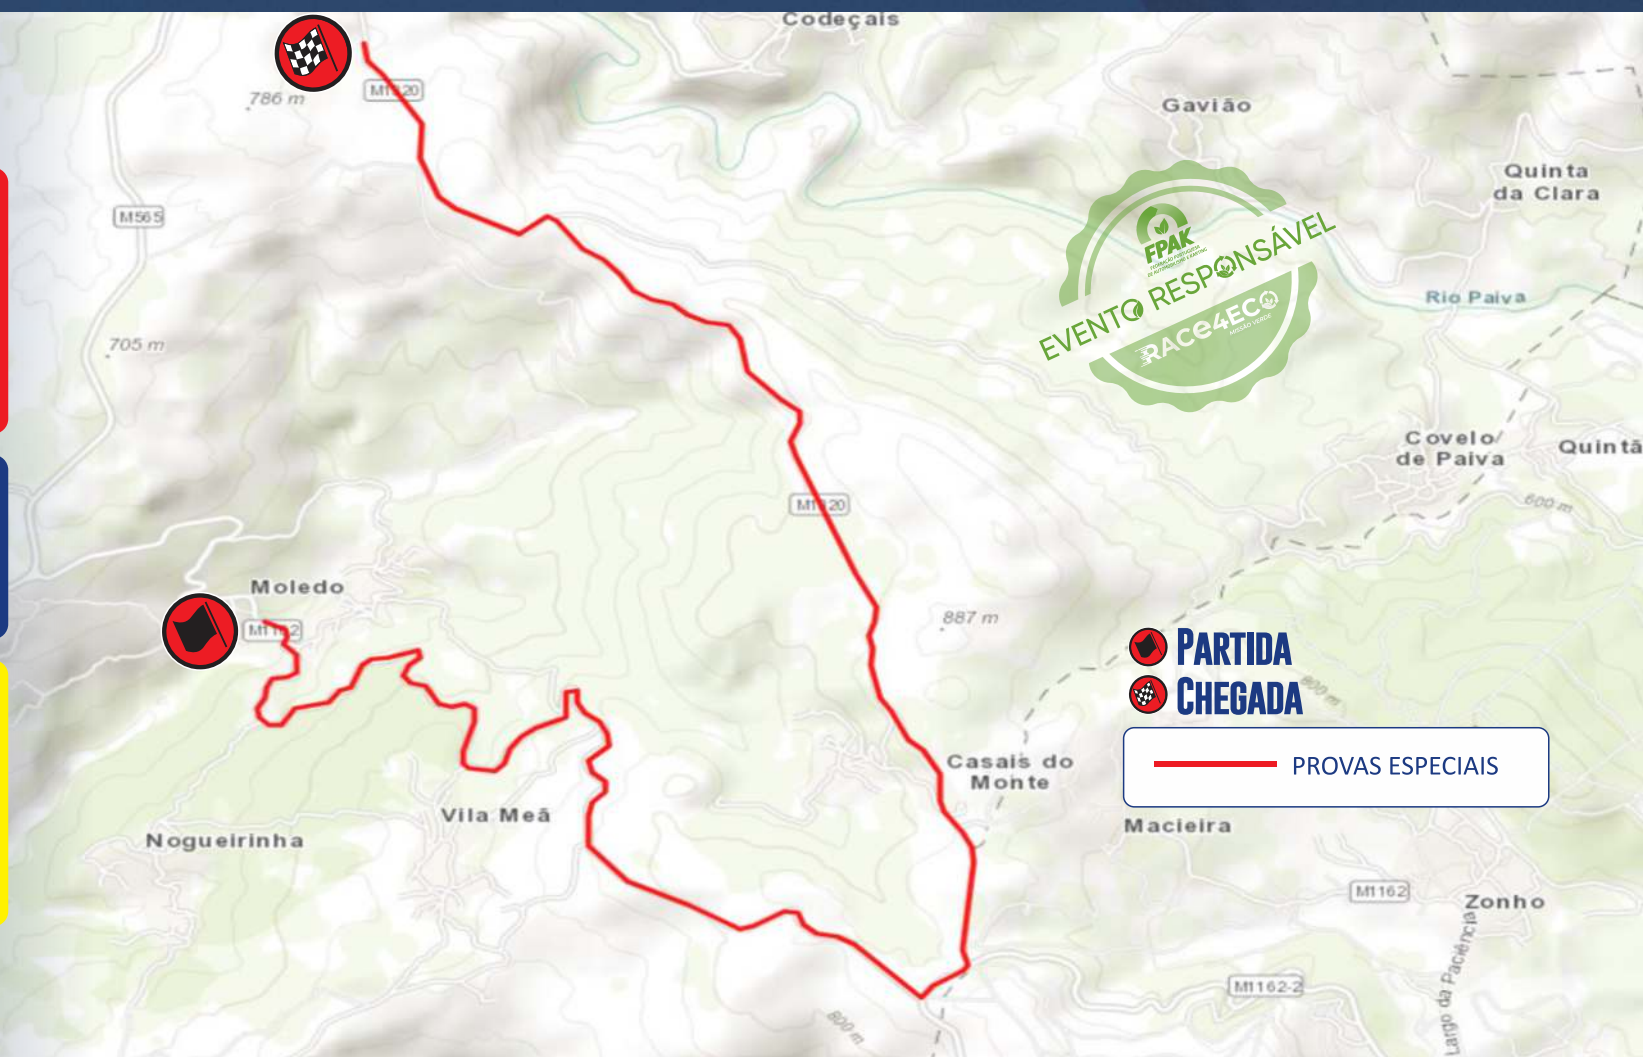 Codeçais
M1120
786 m
Gavião
Quinta
da Clara
M565
FPAK
EVENTO RESPONSÁVEL
RACE4ECO
MISSÃO VERDE
Rio Paiva
705 m
Covelo
de Paiva
Quintã
600 m
M1120
Moledo
M1162
887 m
PARTIDA
CHEGADA
800 m
PROVAS ESPECIAIS
Casais do
Monte
Vila Meã
Macieira
Nogueirinha
M1162
Zonho
Largo da Paciência
M1162-2
800 m